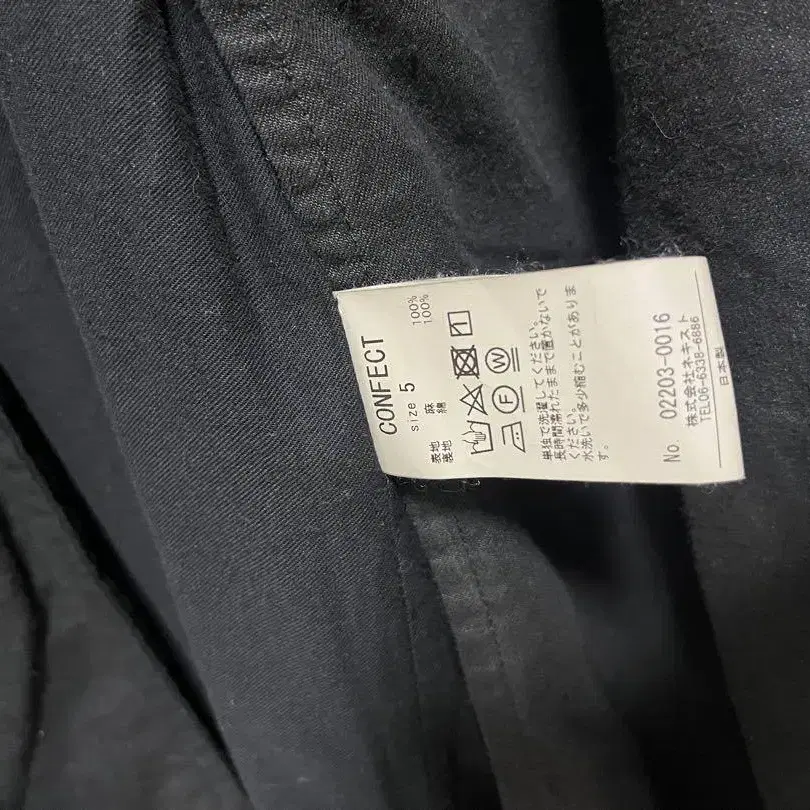 CONFECT
size 5
表地 麻 100%
裏地 綿 100%
F W
単独で洗濯してください。
長時間濡れたままで置かないで
ください。
水洗いで多少縮むことがありま
す。
No. 02203-0016
株式会社ネキスト
TEL06-6338-6886
日本製